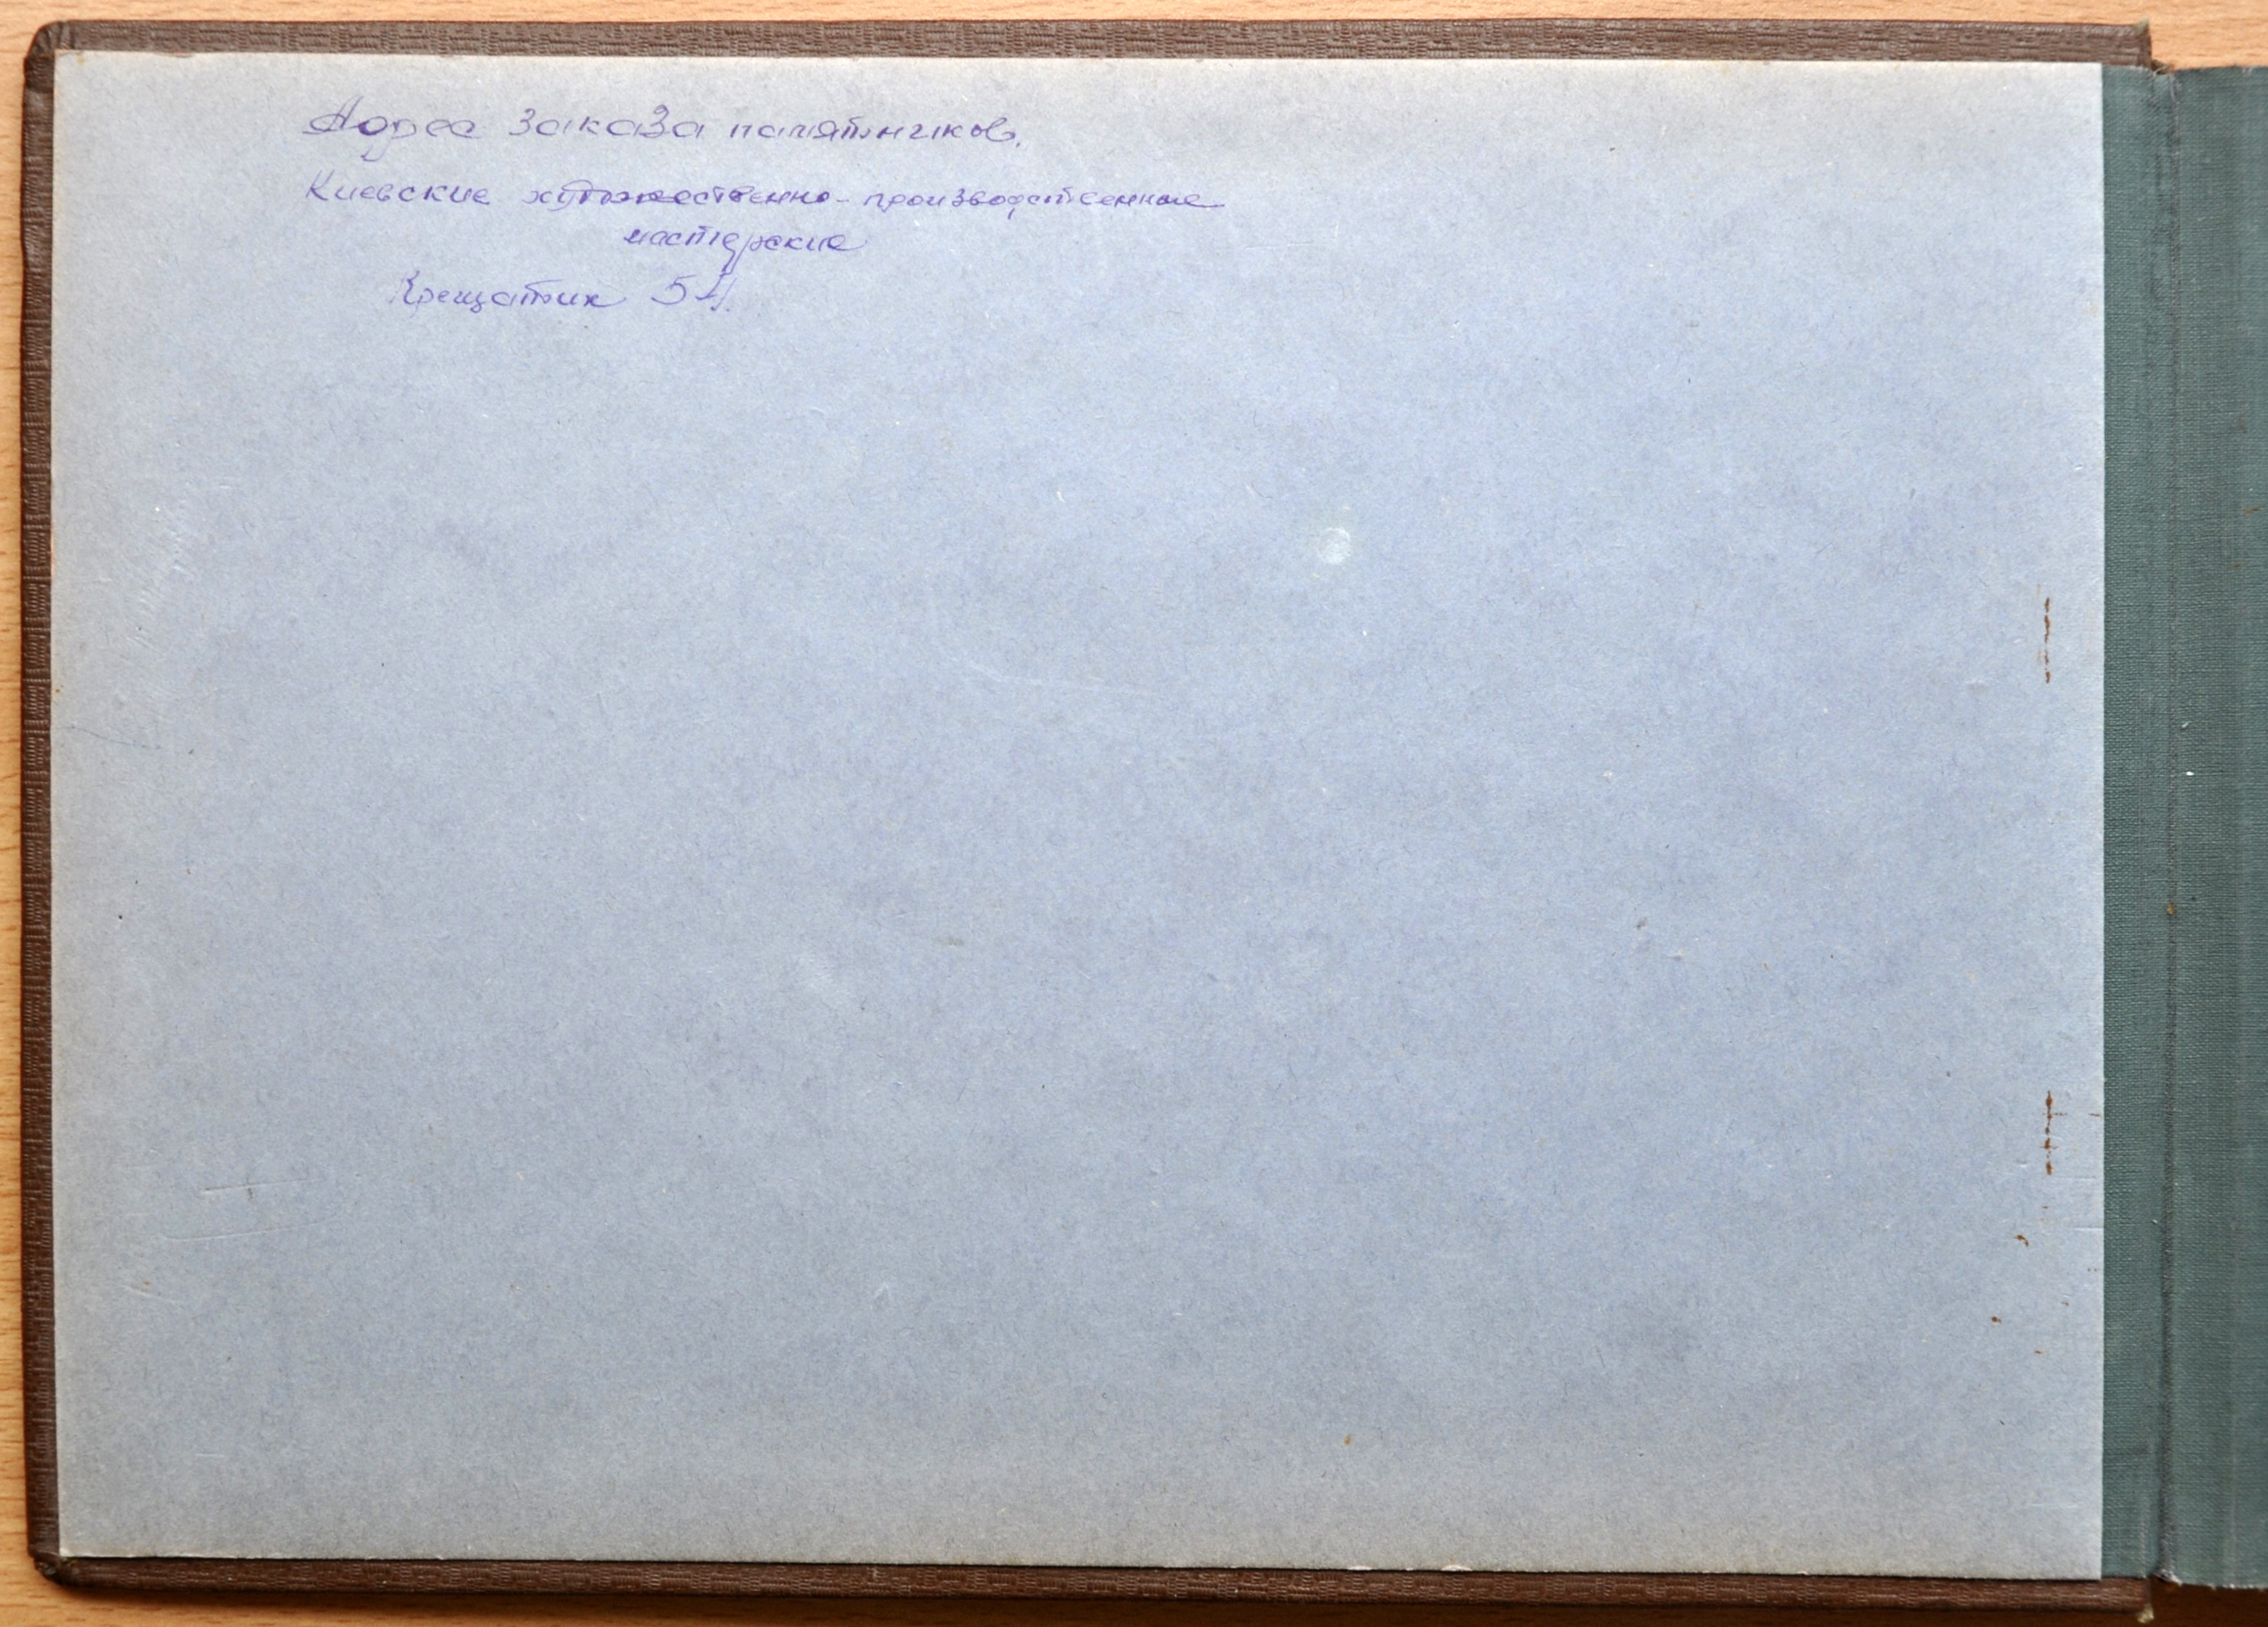 Адрес заказа памятников.
Киевские художественно-производственные
мастерские
Крещатик 54.